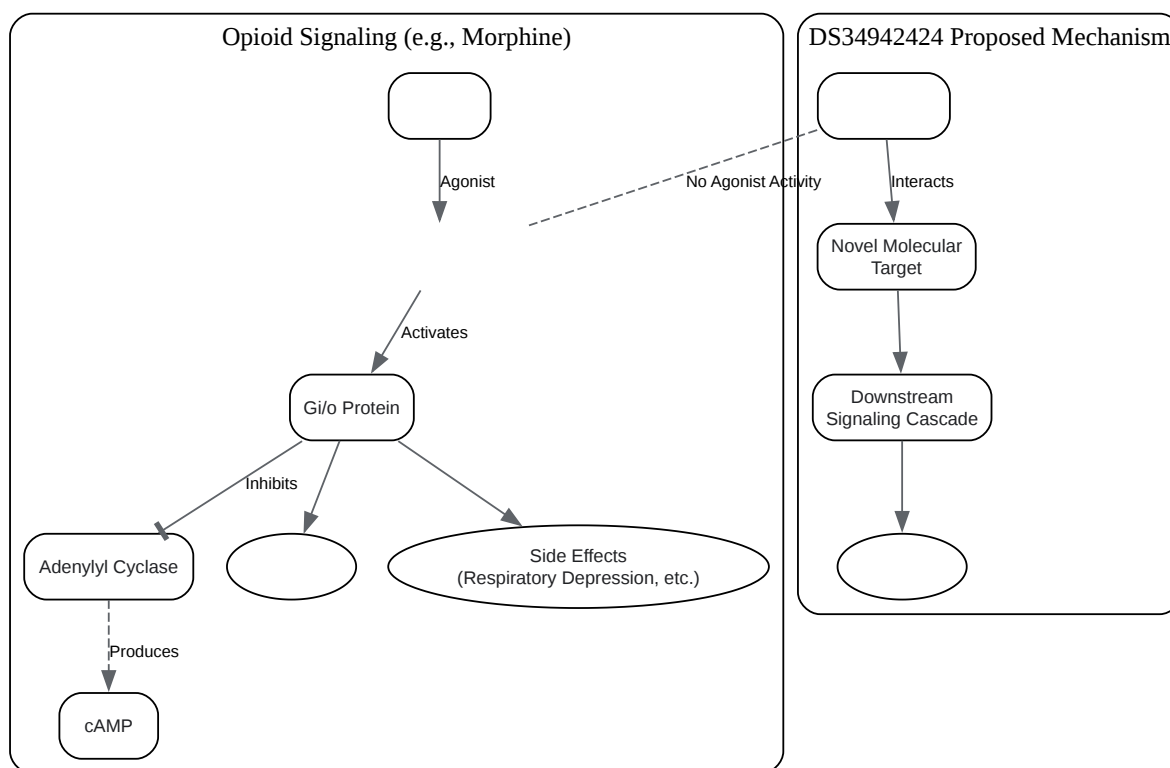 Opioid Signaling (e.g., Morphine)
DS34942424 Proposed Mechanism
Agonist
No Agonist Activity
Interacts
Novel Molecular
Target
Activates
Gi/o Protein
Downstream
Signaling Cascade
Inhibits
Adenylyl Cyclase
Side Effects
(Respiratory Depression, etc.)
Produces
cAMP